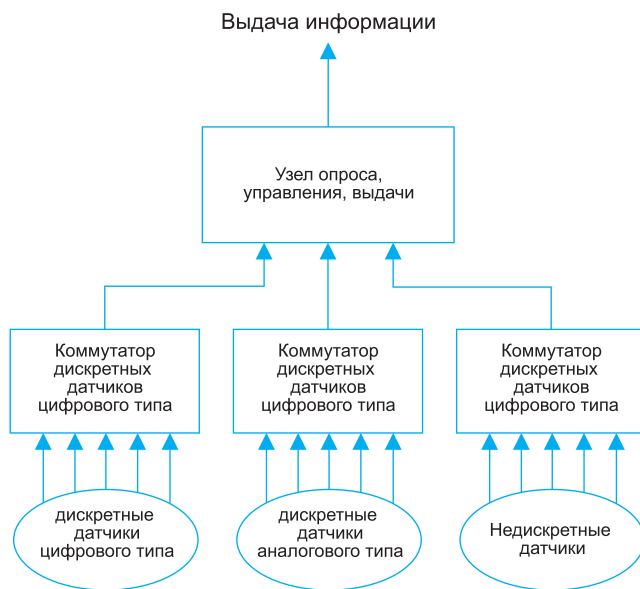 Выдача информации
Узел опроса,
управления, выдачи
Коммутатор
дискретных
датчиков
цифрового типа
Коммутатор
дискретных
датчиков
цифрового типа
Коммутатор
дискретных
датчиков
цифрового типа
дискретные
датчики
цифрового типа
дискретные
датчики
аналогового типа
Недискретные
датчики